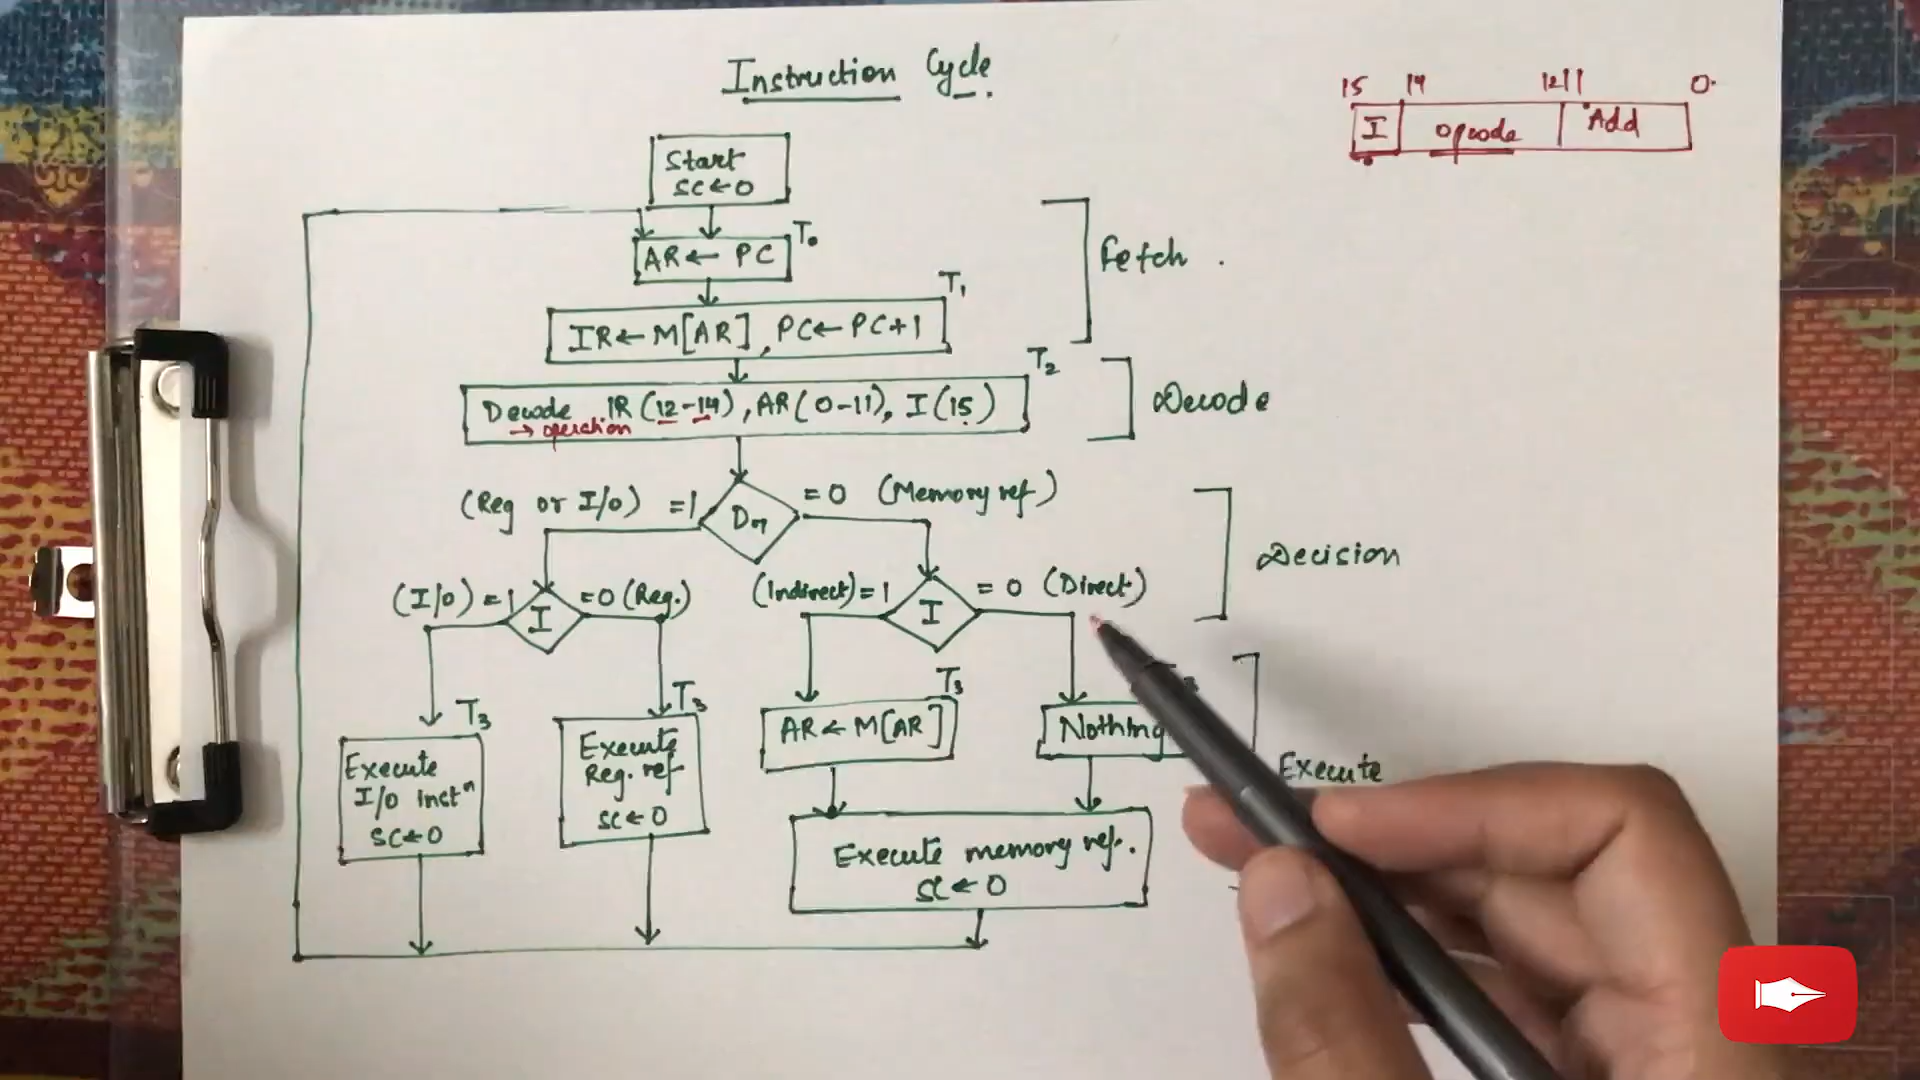 Instruction Cycle.
15 14 12 11 0
I opcode Add
Start
SC ← 0
AR ← PC T₀
Fetch
IR ← M[AR], PC ← PC+1 T₁
Decode IR (12-14), AR (0-11), I (15) T₂
→ operation
Decode
(Reg or I/O) =1 D₇ =0 (Memory ref)
Decision
(I/O) =1 I =0 (Reg.)
(Indirect) =1 I = 0 (Direct)
T₃
Execute
I/O instⁿ
SC ← 0
T₃
Execute
Reg. ref
SC ← 0
T₃
AR ← M[AR]
Nothing
Execute
Execute memory ref.
SC ← 0